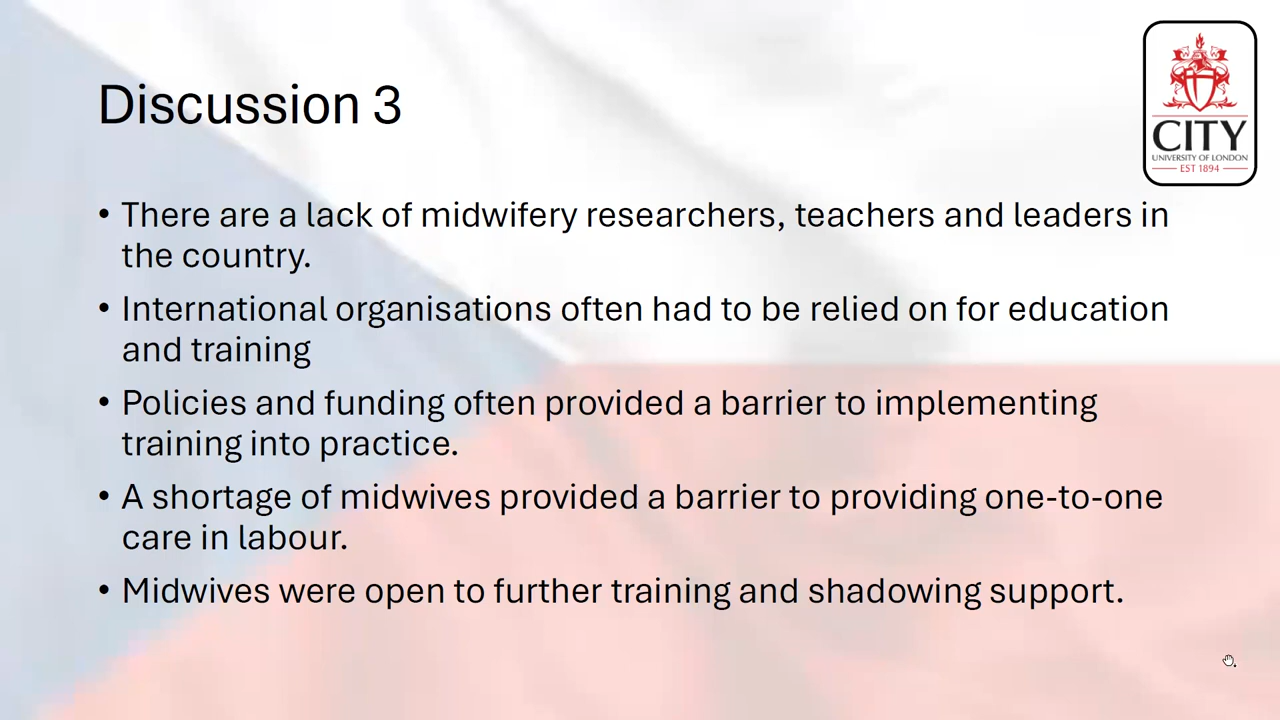 Discussion 3
CITY
UNIVERSITY OF LONDON
EST 1894
• There are a lack of midwifery researchers, teachers and leaders in
the country.
• International organisations often had to be relied on for education
and training
• Policies and funding often provided a barrier to implementing
training into practice.
• A shortage of midwives provided a barrier to providing one-to-one
care in labour.
• Midwives were open to further training and shadowing support.